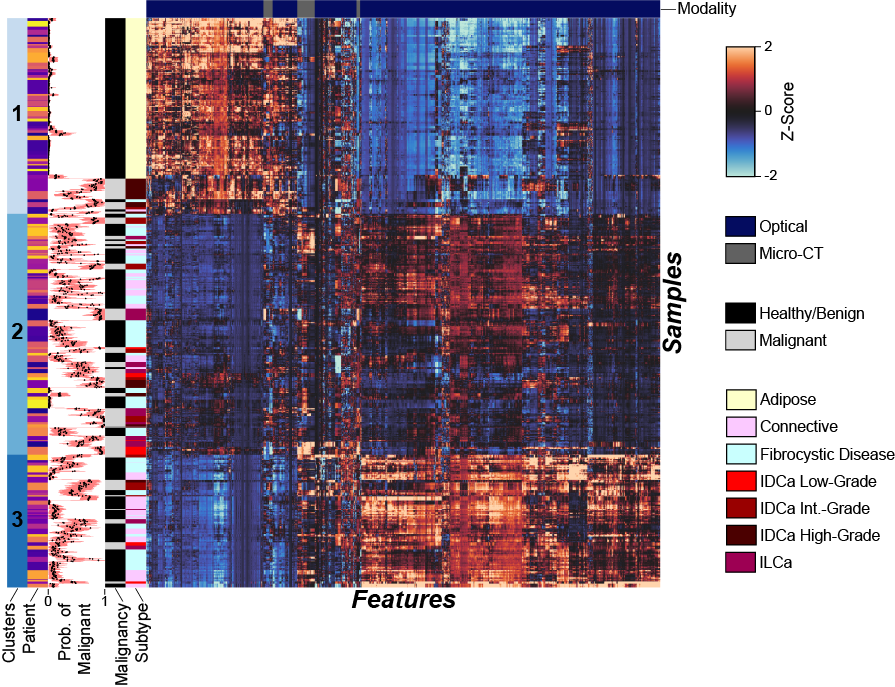 Modality
2
0
-2
Z-Score
Optical
Micro-CT
Healthy/Benign
Malignant
Adipose
Connective
Fibrocystic Disease
IDCa Low-Grade
IDCa Int.-Grade
IDCa High-Grade
ILCa
1
2
3
Samples
Features
0
1
Clusters
Patient
Prob. of
Malignant
Malignancy
Subtype